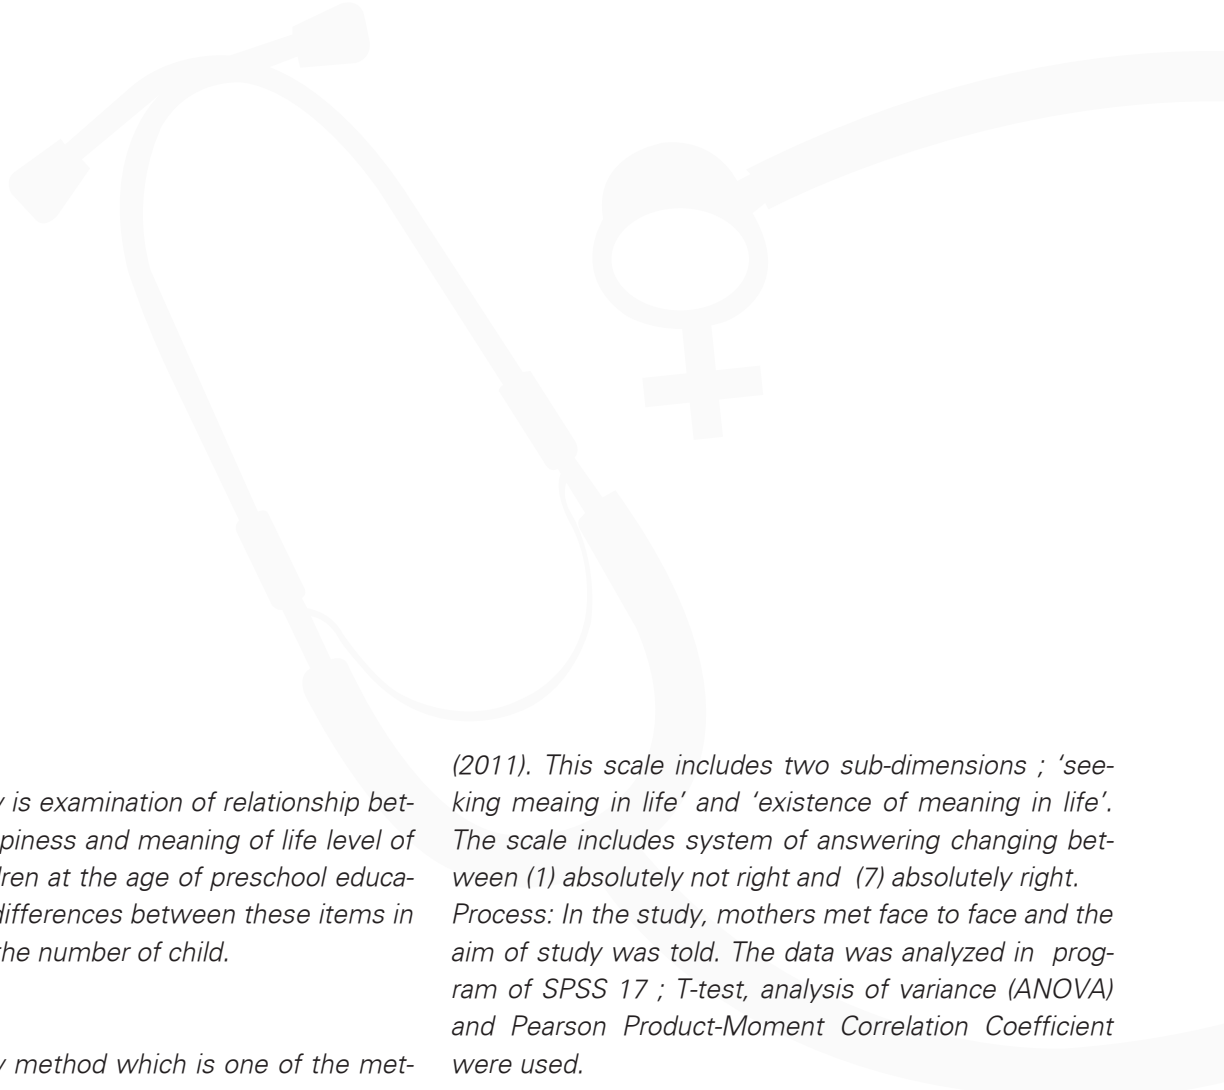 is examination of relationship bet-
piness and meaning of life level of
ren at the age of preschool educa-
differences between these items in
the number of child.
method which is one of the met-
(2011). This scale includes two sub-dimensions ; ‘see-
king meaing in life’ and ‘existence of meaning in life’.
The scale includes system of answering changing bet-
ween (1) absolutely not right and  (7) absolutely right.
Process: In the study, mothers met face to face and the
aim of study was told. The data was analyzed in  prog-
ram of SPSS 17 ; T-test, analysis of variance (ANOVA)
and Pearson Product-Moment Correlation Coefficient
were used.